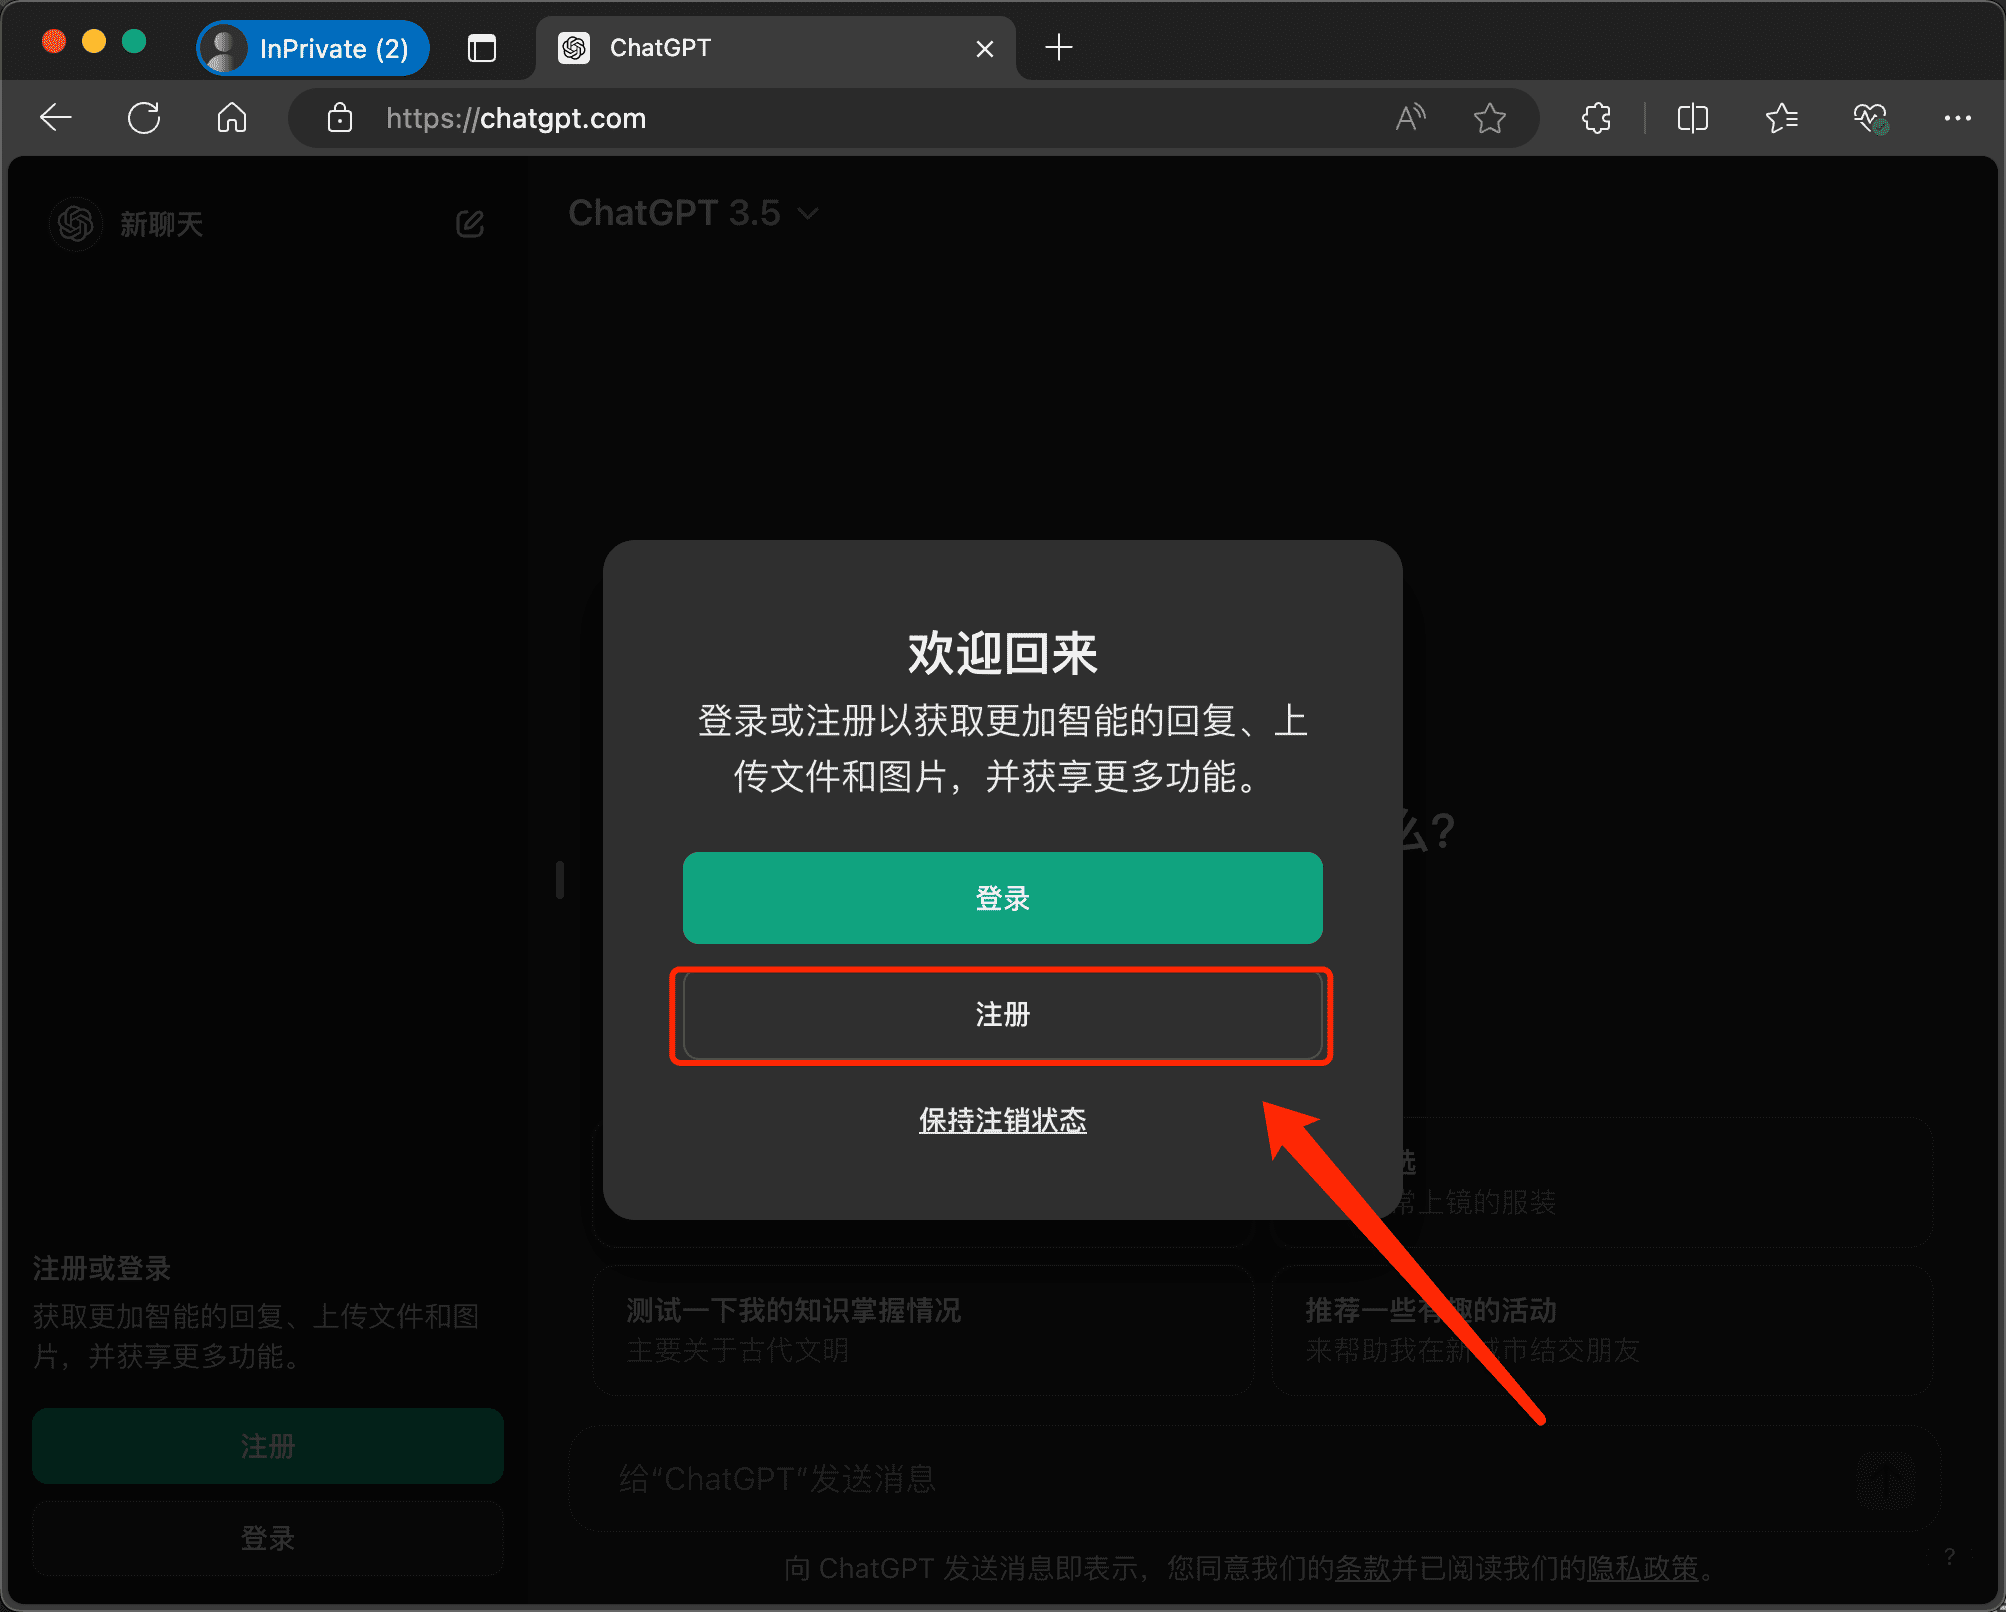 InPrivate (2)
ChatGPT
https://chatgpt.com
新聊天
ChatGPT 3.5
欢迎回来
登录或注册以获取更加智能的回复、上
传文件和图片，并获享更多功能。
么?
登录
注册
保持注销状态
选
常上镜的服装
注册或登录
获取更加智能的回复、上传文件和图
片，并获享更多功能。
测试一下我的知识掌握情况
主要关于古代文明
推荐一些有趣的活动
来帮助我在新城市结交朋友
注册
登录
给“ChatGPT”发送消息
向 ChatGPT 发送消息即表示，您同意我们的条款并已阅读我们的隐私政策。
?